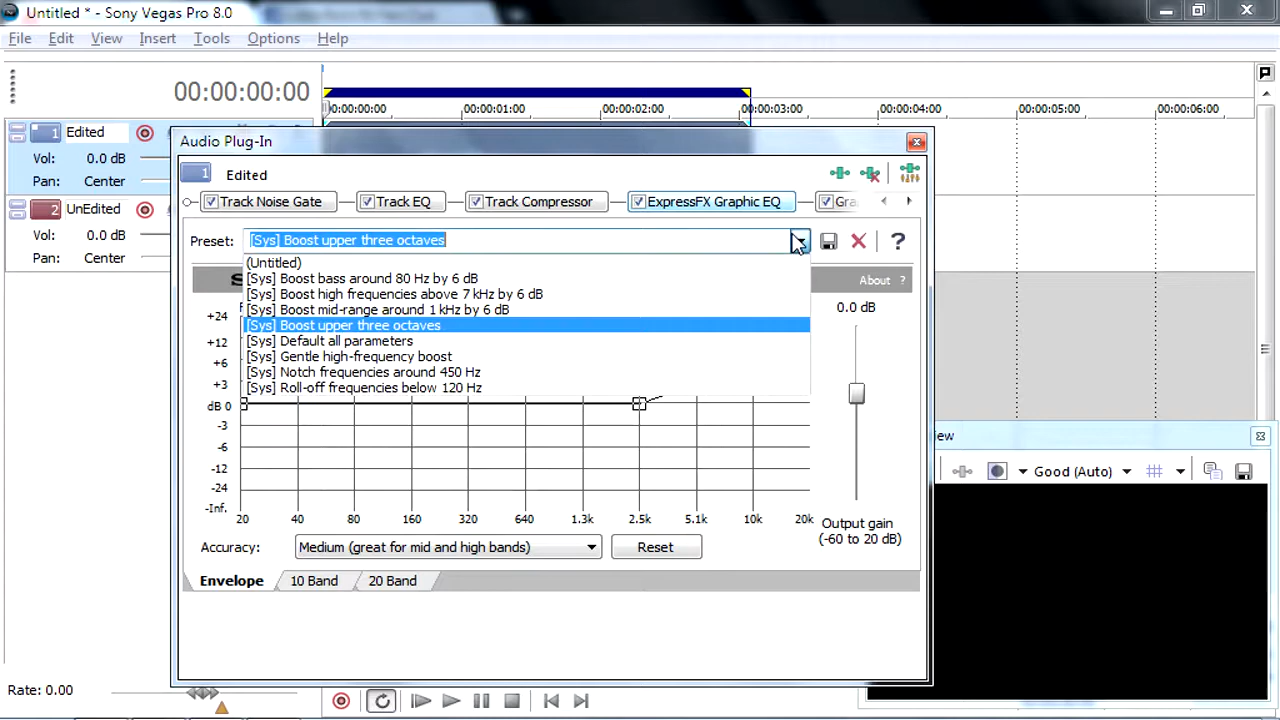 Untitled * - Sony Vegas Pro 8.0
File Edit View Insert Tools Options Help
00:00:00:00
00:00:00 00:00:01:00 00:00:02:00 00:00:03:00 00:00:04:00 00:00:05:00 00:00:06:00
1 Edited
Vol: 0.0 dB
Pan: Center
2 UnEdited
Vol: 0.0 dB
Pan: Center
Audio Plug-In
1 Edited
Track Noise Gate Track EQ Track Compressor ExpressFX Graphic EQ Gra
Preset: [Sys] Boost upper three octaves
(Untitled)
[Sys] Boost bass around 80 Hz by 6 dB
[Sys] Boost high frequencies above 7 kHz by 6 dB
[Sys] Boost mid-range around 1 kHz by 6 dB
[Sys] Boost upper three octaves
[Sys] Default all parameters
[Sys] Gentle high-frequency boost
[Sys] Notch frequencies around 450 Hz
[Sys] Roll-off frequencies below 120 Hz
About ?
0.0 dB
+24
+12
+6
+3
dB 0
-3
-6
-12
-24
-Inf.
20 40 80 160 320 640 1.3k 2.5k 5.1k 10k 20k
Output gain
(-60 to 20 dB)
Accuracy: Medium (great for mid and high bands) Reset
Envelope 10 Band 20 Band
iew
Good (Auto)
Rate: 0.00